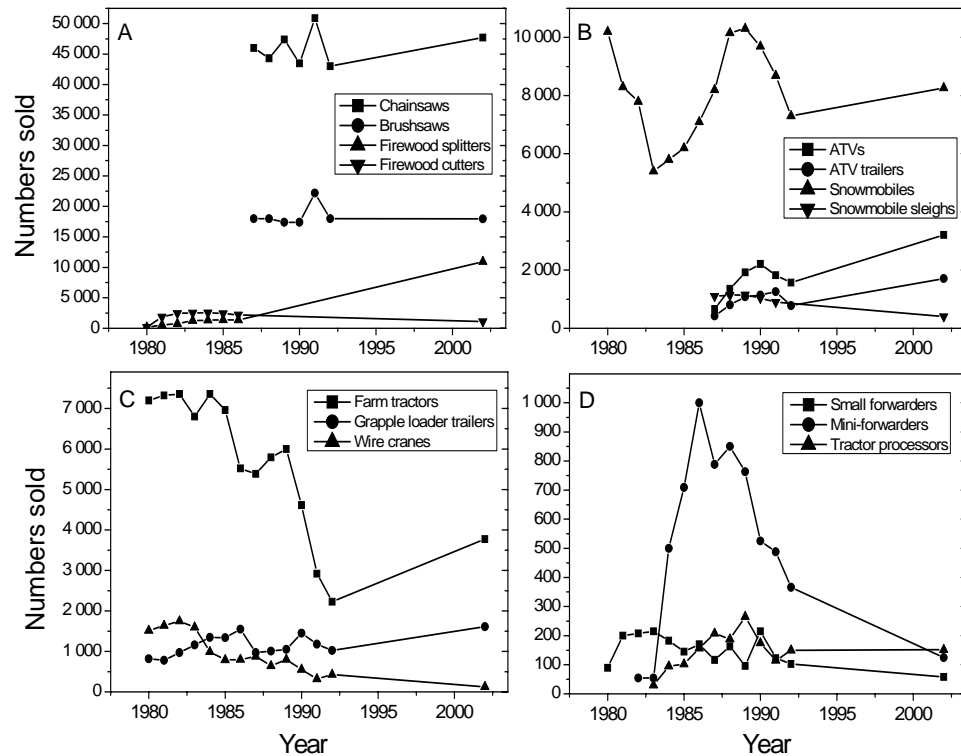 A
50 000
45 000
40 000
35 000
30 000
25 000
20 000
15 000
10 000
5 000
0
Numbers sold
Chainsaws
Brushsaws
Firewood splitters
Firewood cutters
1980 1985 1990 1995 2000
B
10 000
8 000
6 000
4 000
2 000
0
ATVs
ATV trailers
Snowmobiles
Snowmobile sleighs
1980 1985 1990 1995 2000
C
7 000
6 000
5 000
4 000
3 000
2 000
1 000
0
Numbers sold
Farm tractors
Grapple loader trailers
Wire cranes
1980 1985 1990 1995 2000
Year
D
1 000
900
800
700
600
500
400
300
200
100
0
Small forwarders
Mini-forwarders
Tractor processors
1980 1985 1990 1995 2000
Year